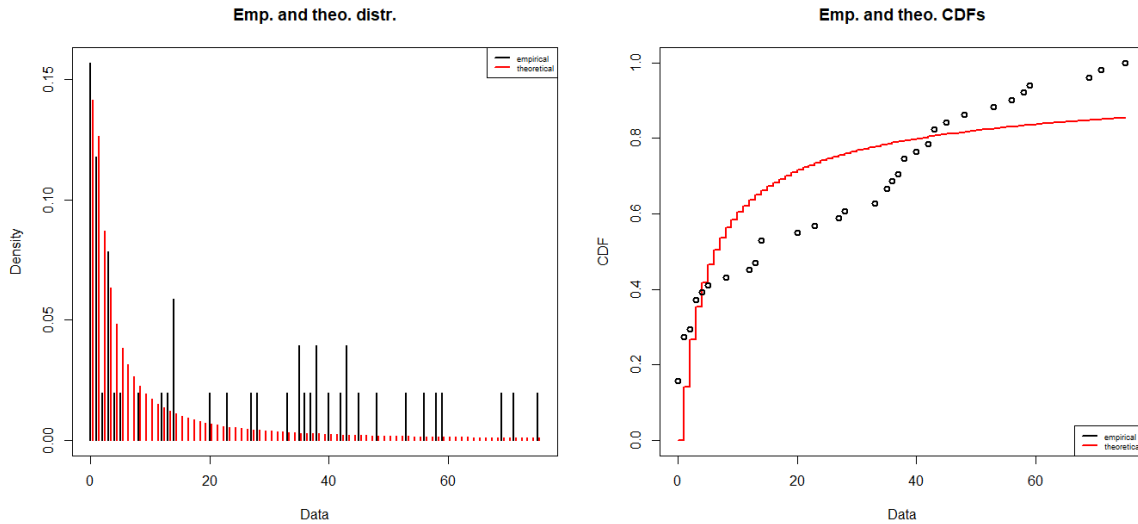 Emp. and theo. distr.
empirical
theoretical
0.15
0.10
0.05
0.00
Density
0 20 40 60
Data
Emp. and theo. CDFs
1.0
0.8
0.6
0.4
0.2
0.0
CDF
empirical
theoretical
0 20 40 60
Data